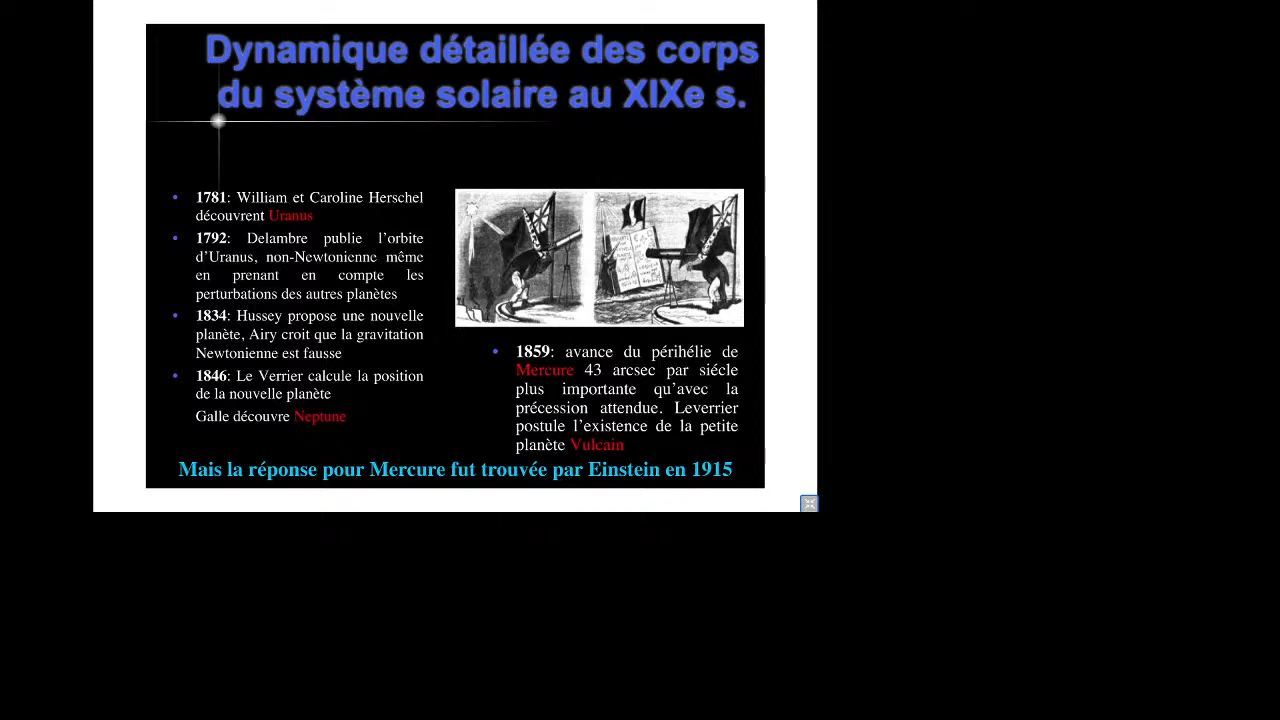 Dynamique détaillée des corps
du système solaire au XIXe s.
• 1781: William et Caroline Herschel
découvrent Uranus
• 1792: Delambre publie l'orbite
d'Uranus, non-Newtonienne même
en prenant en compte les
perturbations des autres planètes
• 1834: Hussey propose une nouvelle
planète, Airy croit que la gravitation
Newtonienne est fausse
• 1846: Le Verrier calcule la position
de la nouvelle planète
Galle découvre Neptune
• 1859: avance du périhélie de
Mercure 43 arcsec par siécle
plus importante qu'avec la
précession attendue. Leverrier
postule l'existence de la petite
planète Vulcain
Mais la réponse pour Mercure fut trouvée par Einstein en 1915